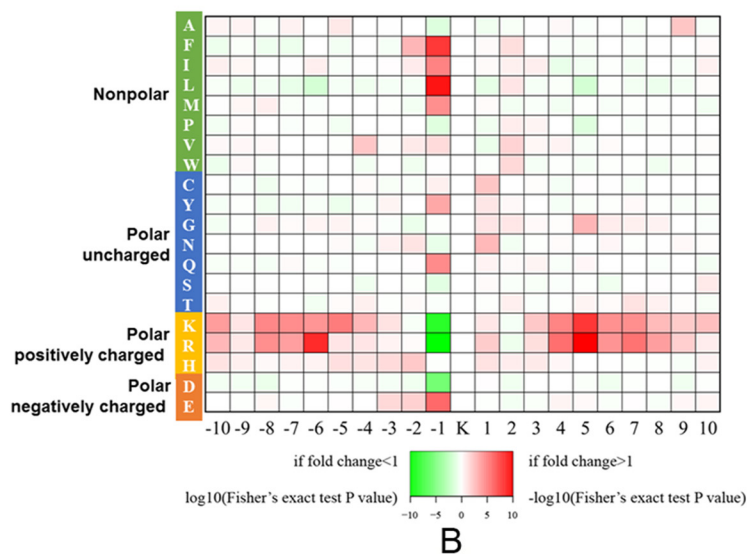 A
F
I
Nonpolar L
M
P
V
W
C
Y
G
Polar N
uncharged Q
S
T
Polar K
positively charged R
H
Polar D
negatively charged E
-10 -9 -8 -7 -6 -5 -4 -3 -2 -1 K 1 2 3 4 5 6 7 8 9 10
if fold change<1 if fold change>1
log10(Fisher’s exact test P value) -log10(Fisher’s exact test P value)
−10 −5 0 5 10
B